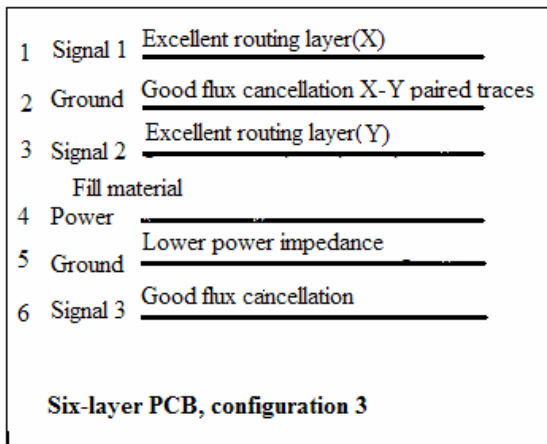 1 Signal 1 Excellent routing layer(X)
2 Ground Good flux cancellation X-Y paired traces
3 Signal 2 Excellent routing layer(Y)
Fill material
4 Power
5 Ground Lower power impedance
6 Signal 3 Good flux cancellation
Six-layer PCB, configuration 3